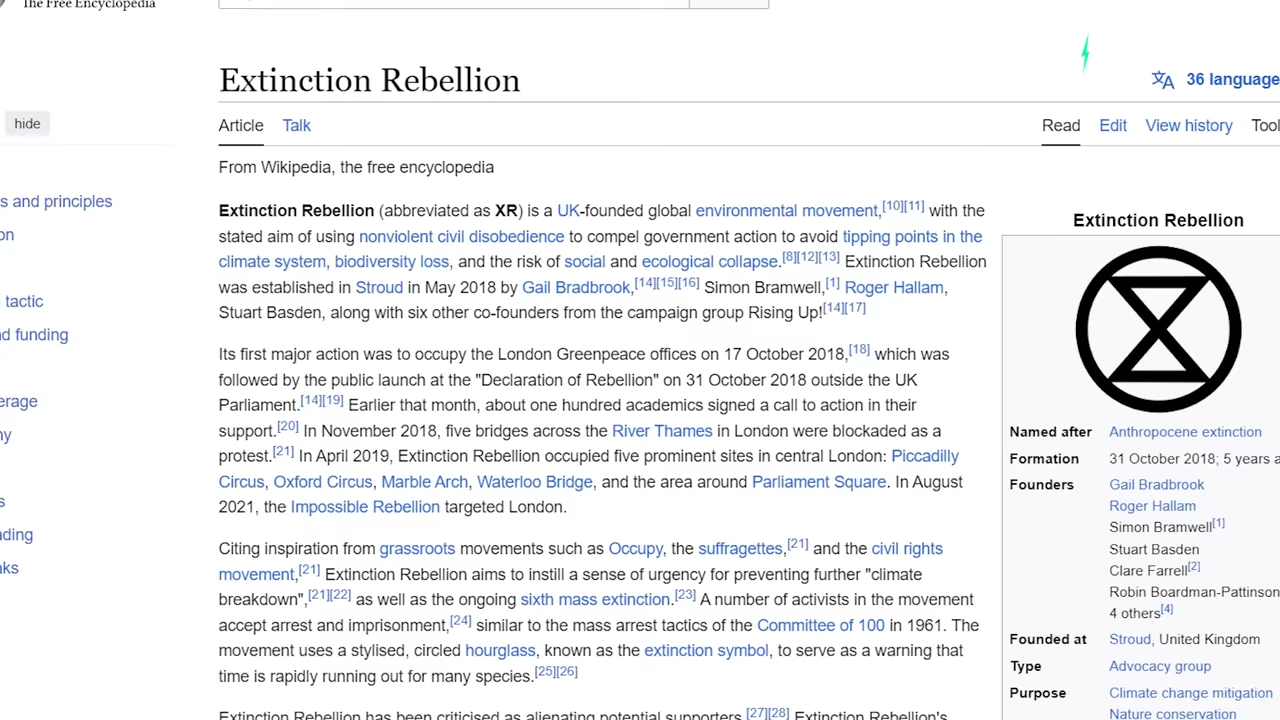 The Free Encyclopedia
Extinction Rebellion
36 language
hide
Article Talk
Read Edit View history Tool
From Wikipedia, the free encyclopedia
s and principles
on
tactic
nd funding
erage
ny
s
ading
ks
Extinction Rebellion (abbreviated as XR) is a UK-founded global environmental movement,[10][11] with the
stated aim of using nonviolent civil disobedience to compel government action to avoid tipping points in the
climate system, biodiversity loss, and the risk of social and ecological collapse.[8][12][13] Extinction Rebellion
was established in Stroud in May 2018 by Gail Bradbrook,[14][15][16] Simon Bramwell,[1] Roger Hallam,
Stuart Basden, along with six other co-founders from the campaign group Rising Up![14][17]
Its first major action was to occupy the London Greenpeace offices on 17 October 2018,[18] which was
followed by the public launch at the "Declaration of Rebellion" on 31 October 2018 outside the UK
Parliament.[14][19] Earlier that month, about one hundred academics signed a call to action in their
support.[20] In November 2018, five bridges across the River Thames in London were blockaded as a
protest.[21] In April 2019, Extinction Rebellion occupied five prominent sites in central London: Piccadilly
Circus, Oxford Circus, Marble Arch, Waterloo Bridge, and the area around Parliament Square. In August
2021, the Impossible Rebellion targeted London.
Citing inspiration from grassroots movements such as Occupy, the suffragettes,[21] and the civil rights
movement,[21] Extinction Rebellion aims to instill a sense of urgency for preventing further "climate
breakdown",[21][22] as well as the ongoing sixth mass extinction.[23] A number of activists in the movement
accept arrest and imprisonment,[24] similar to the mass arrest tactics of the Committee of 100 in 1961. The
movement uses a stylised, circled hourglass, known as the extinction symbol, to serve as a warning that
time is rapidly running out for many species.[25][26]
Extinction Rebellion has been criticised as alienating potential supporters.[27][28] Extinction Rebellion's
Extinction Rebellion
Named after Anthropocene extinction
Formation 31 October 2018; 5 years a
Founders Gail Bradbrook
Roger Hallam
Simon Bramwell[1]
Stuart Basden
Clare Farrell[2]
Robin Boardman-Pattinson
4 others[4]
Founded at Stroud, United Kingdom
Type Advocacy group
Purpose Climate change mitigation
Nature conservation